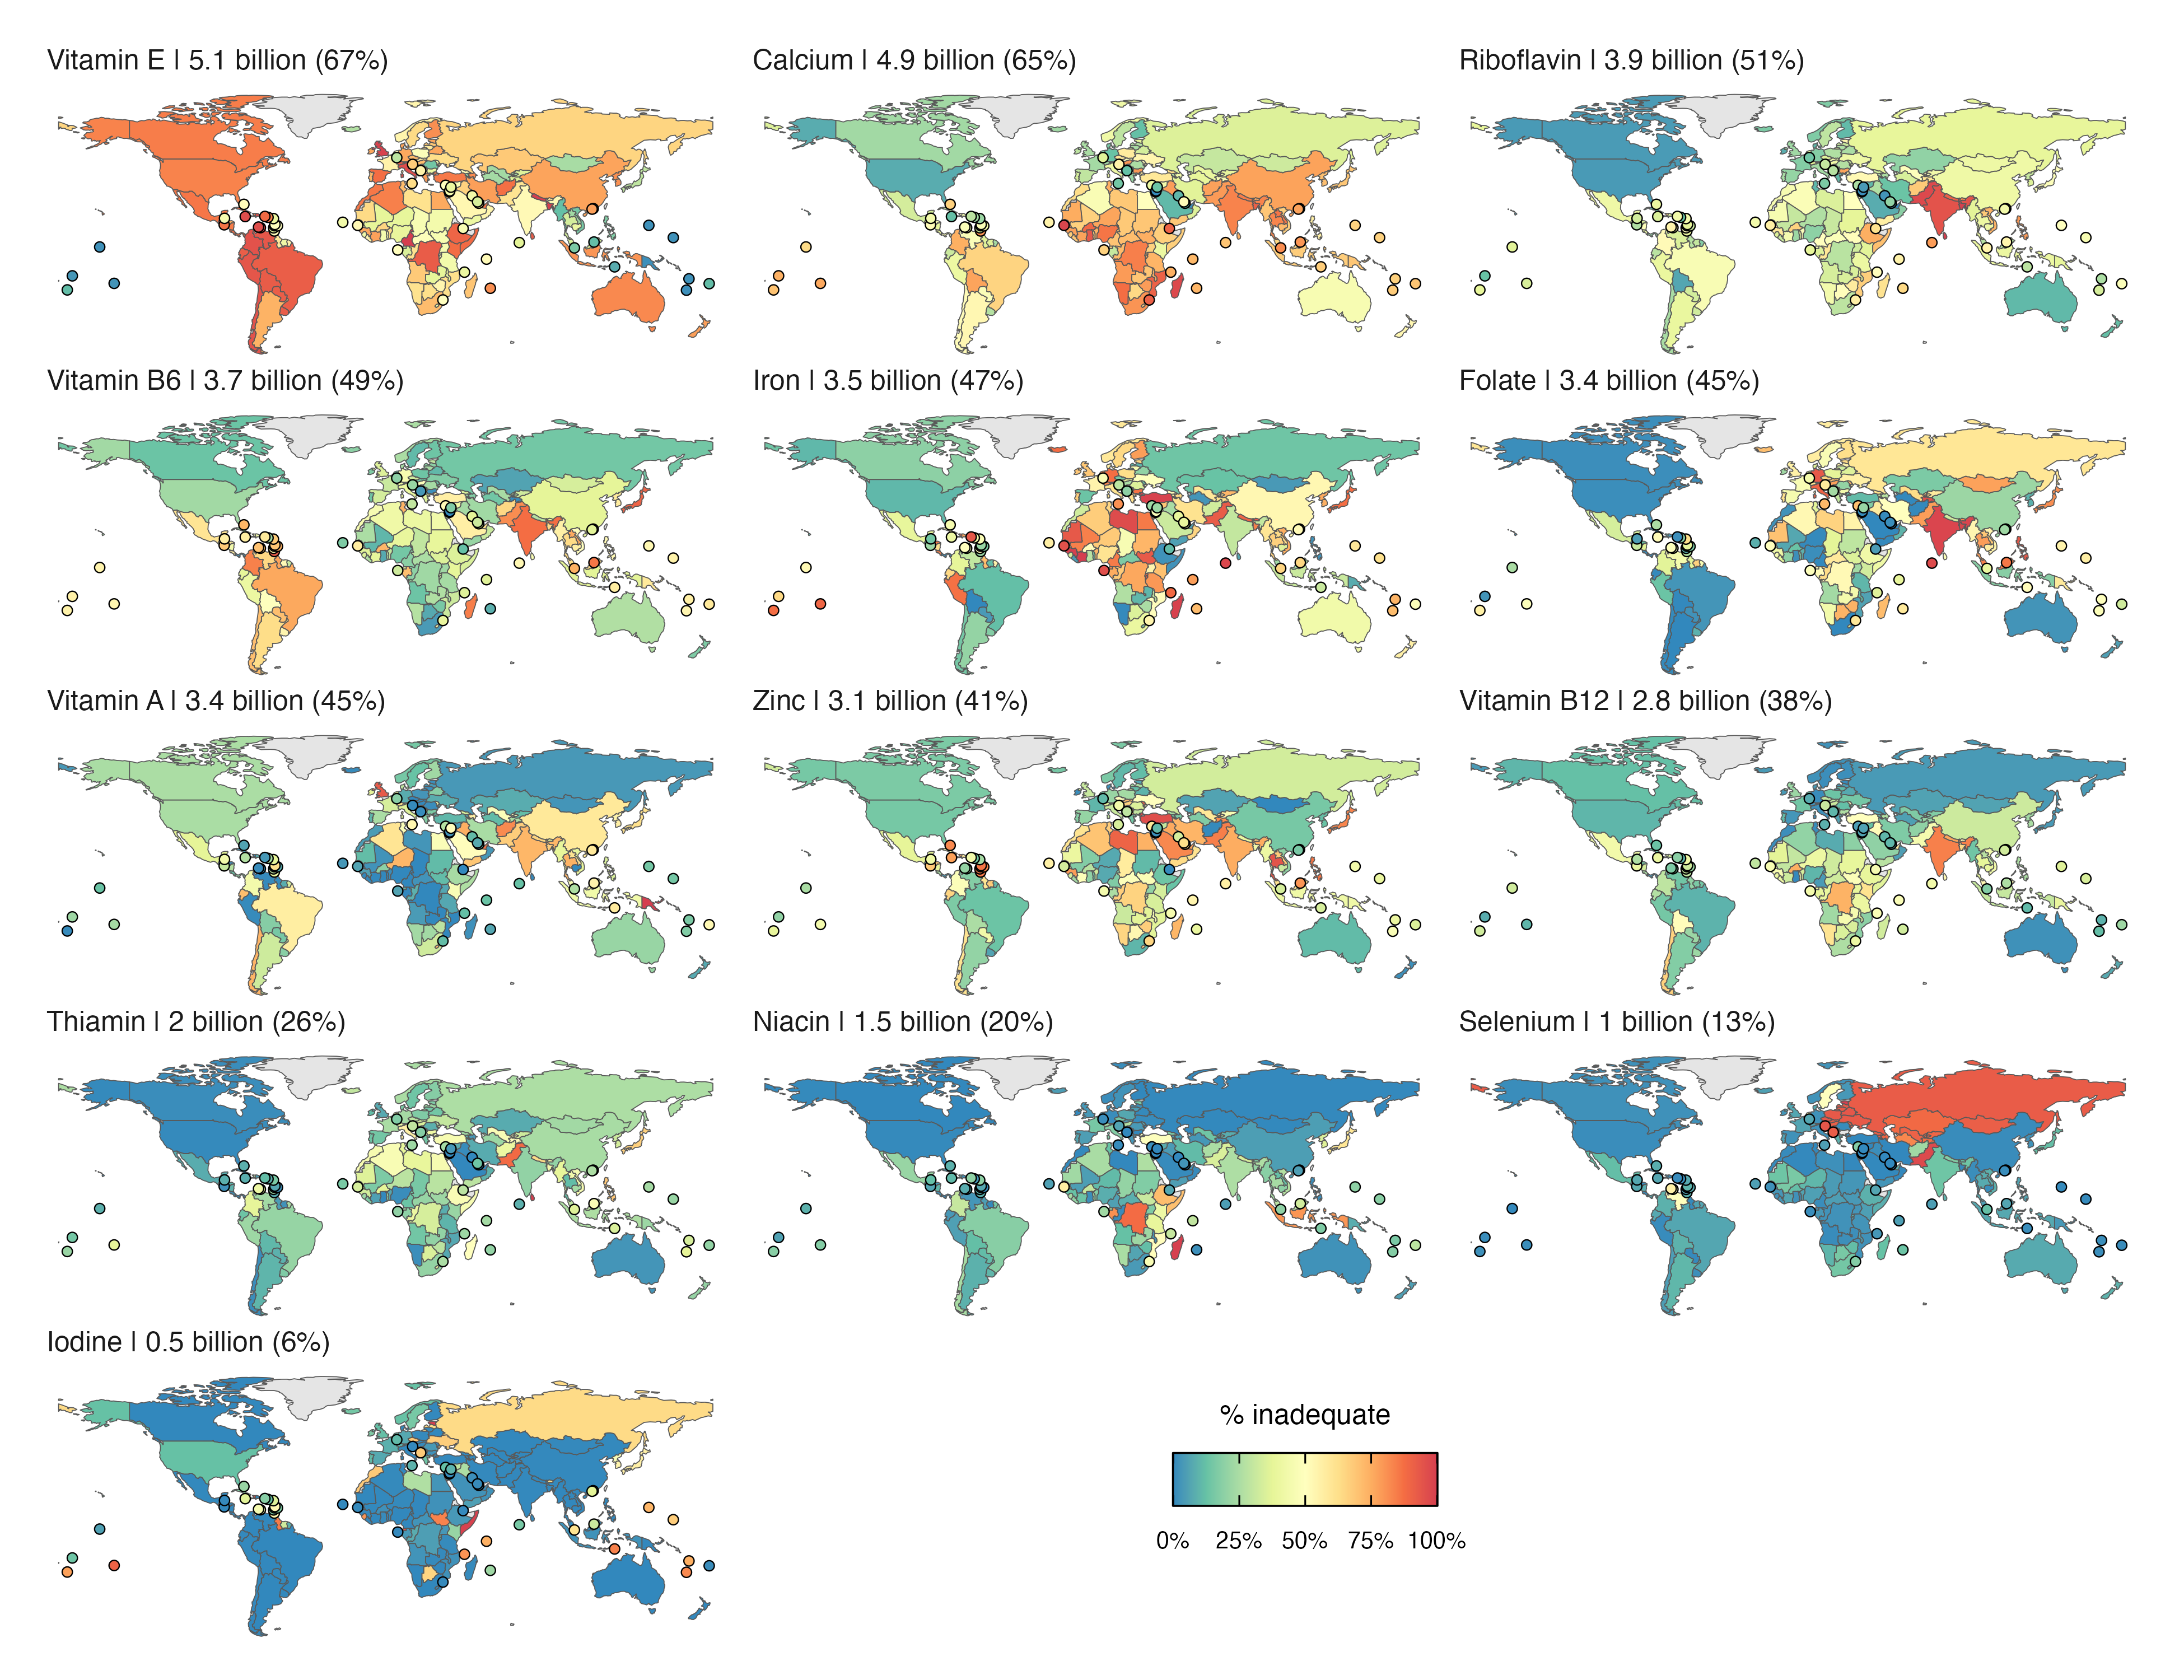 Vitamin E | 5.1 billion (67%)
Calcium | 4.9 billion (65%)
Riboflavin | 3.9 billion (51%)
Vitamin B6 | 3.7 billion (49%)
Iron | 3.5 billion (47%)
Folate | 3.4 billion (45%)
Vitamin A | 3.4 billion (45%)
Zinc | 3.1 billion (41%)
Vitamin B12 | 2.8 billion (38%)
Thiamin | 2 billion (26%)
Niacin | 1.5 billion (20%)
Selenium | 1 billion (13%)
Iodine | 0.5 billion (6%)
% inadequate
0% 25% 50% 75% 100%